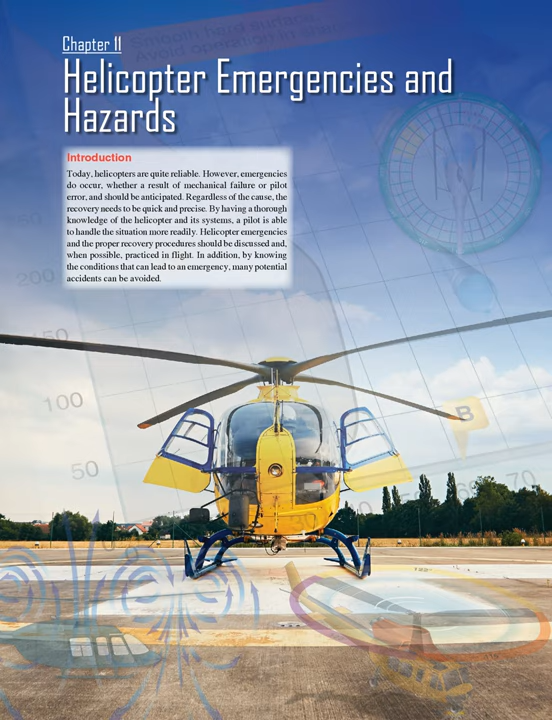 Smooth hard surface.
Chapter 11
Helicopter Emergencies and
Hazards
Introduction
Today, helicopters are quite reliable. However, emergencies
do occur, whether a result of mechanical failure or pilot
error, and should be anticipated. Regardless of the cause, the
recovery needs to be quick and precise. By having a thorough
knowledge of the helicopter and its systems, a pilot is able
to handle the situation more readily. Helicopter emergencies
and the proper recovery procedures should be discussed and,
when possible, practiced in flight. In addition, by knowing
the conditions that can lead to an emergency, many potential
accidents can be avoided.
200
150
100
B
50
70